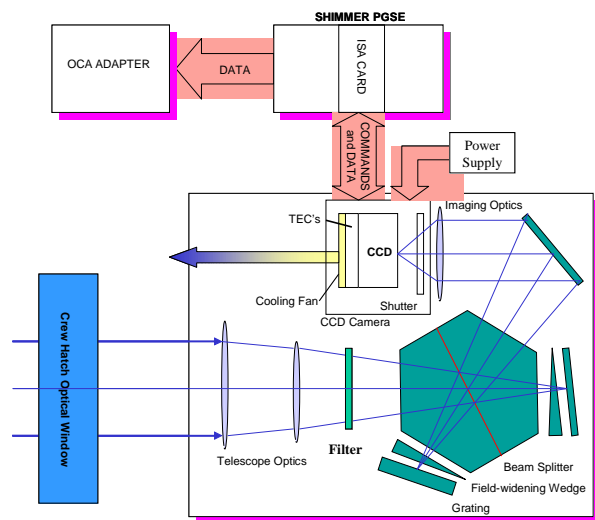 SHIMMER PGSE
OCA ADAPTER
DATA
ISA CARD
COMMANDS
and DATA
Power
Supply
Imaging Optics
TEC's
CCD
Cooling Fan
Shutter
CCD Camera
Crew Hatch Optical Window
Telescope Optics
Filter
Beam Splitter
Field-widening Wedge
Grating